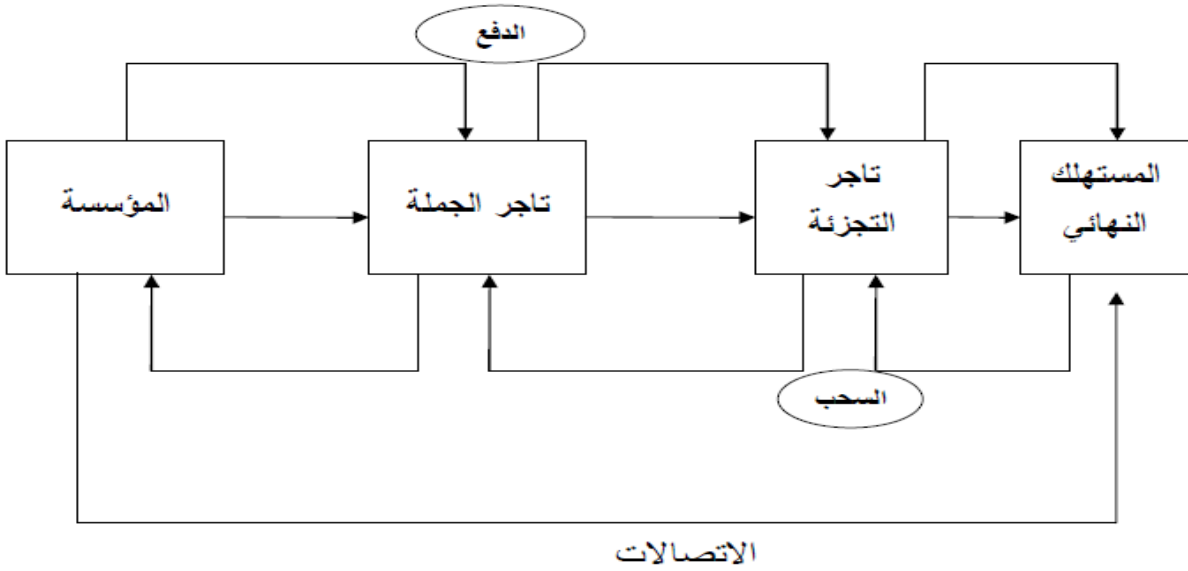 الدفع
المؤسسة
تاجر الجملة
تاجر
التجزئة
المستهلك
النهائي
السحب
الاتصالات